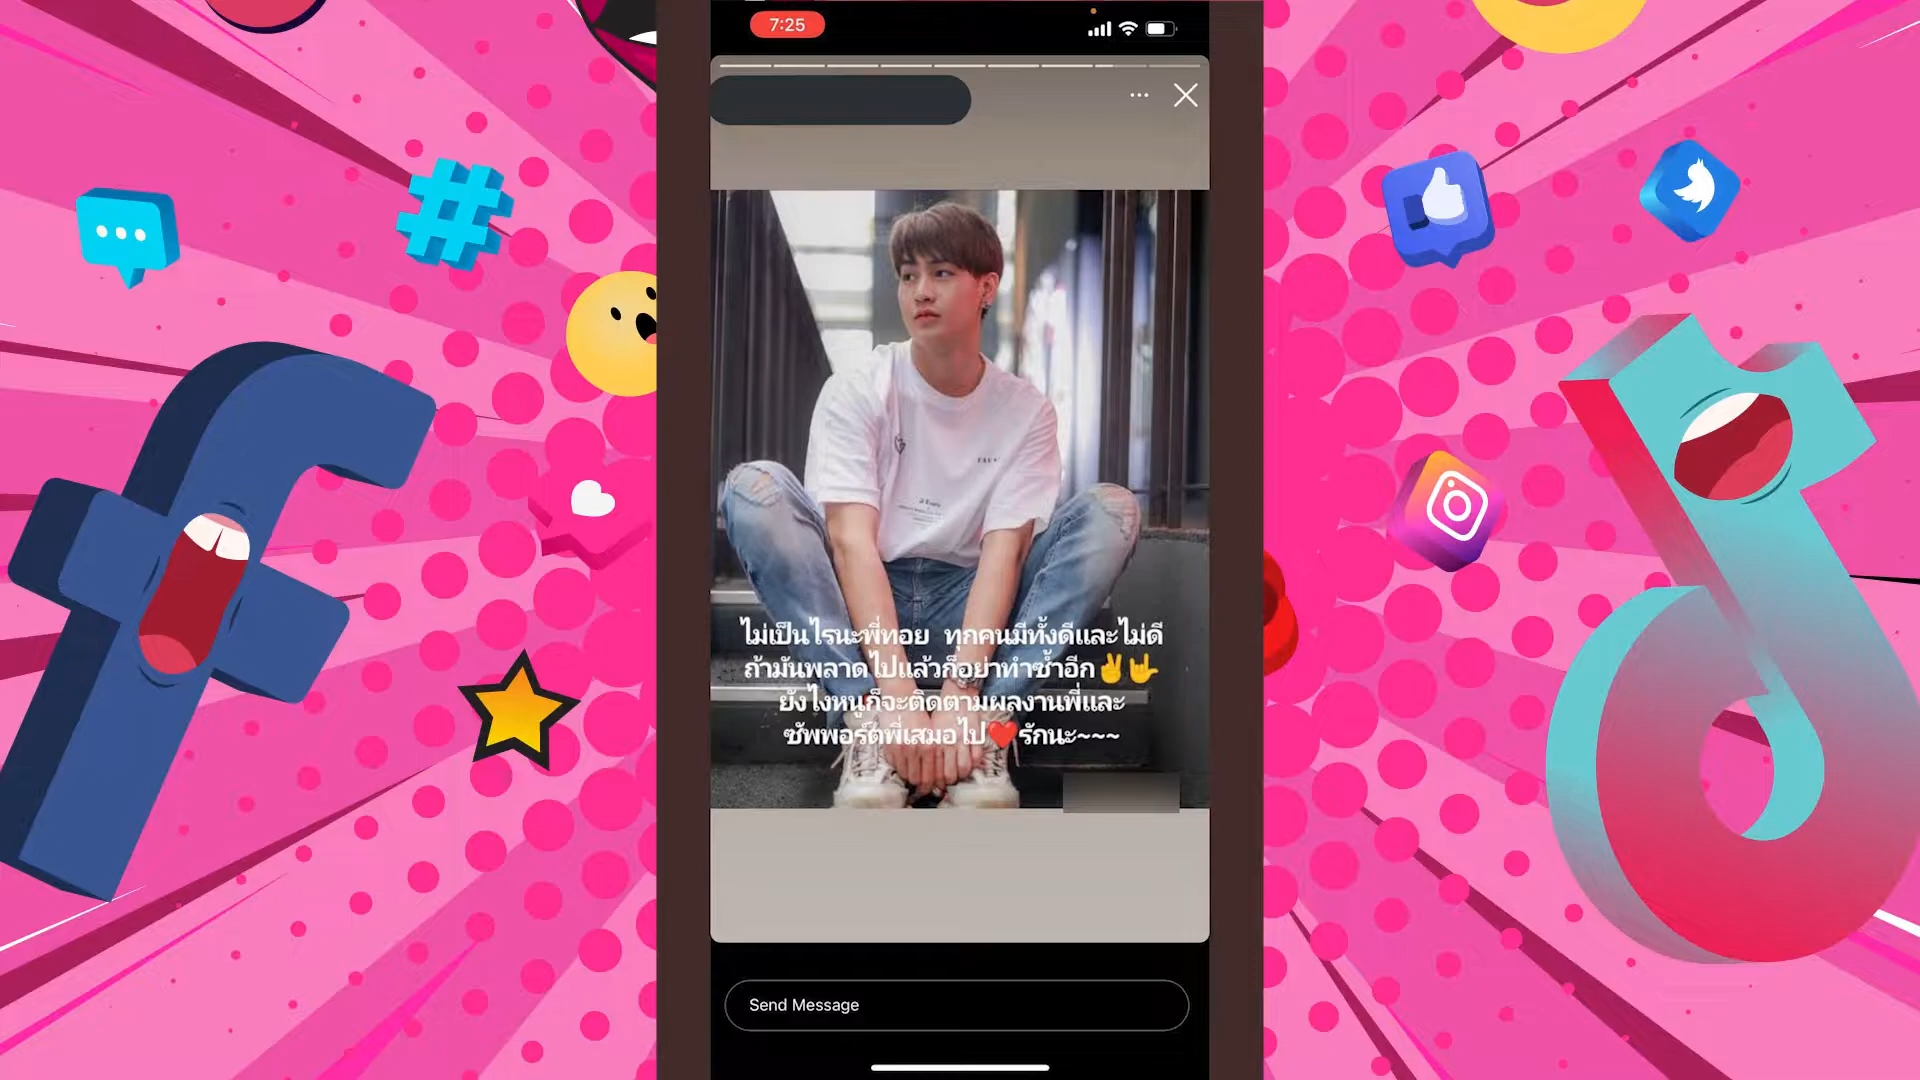 7:25
ไม่เป็นไรนะพี่ทอย ทุกคนมีทั้งดีและไม่ดี
ถ้ามันพลาดไปแล้วก็อย่าทำซ้ำอีก✌️🤟
ยังไงหนูก็จะติดตามผลงานพี่และ
ซัพพอร์ตพี่เสมอไป❤️รักนะ~~~
Send Message